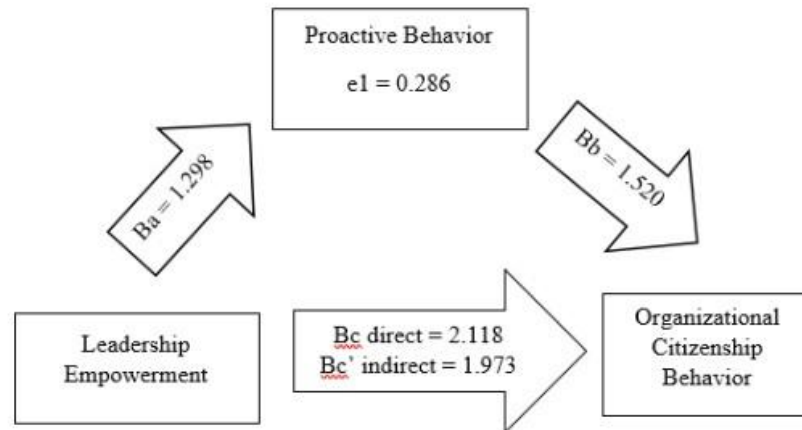 Proactive Behavior
e1 = 0.286
Ba = 1.298
Bb = 1.520
Leadership
Empowerment
Bc direct = 2.118
Bc’ indirect = 1.973
Organizational
Citizenship
Behavior